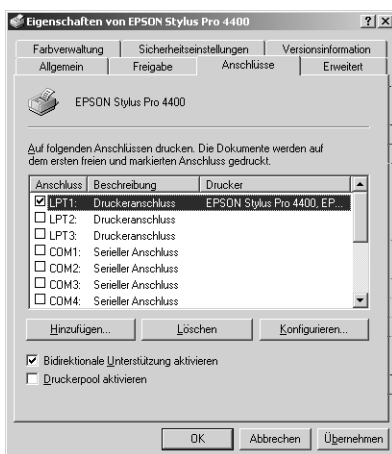 Eigenschaften von EPSON Stylus Pro 4400
Farbverwaltung Sicherheitseinstellungen Versionsinformation
Allgemein Freigabe Anschlüsse Erweitert
EPSON Stylus Pro 4400
Auf folgenden Anschlüssen drucken. Die Dokumente werden auf
dem ersten freien und markierten Anschluss gedruckt.
Anschluss Beschreibung Drucker
LPT1: Druckeranschluss EPSON Stylus Pro 4400, EP...
LPT2: Druckeranschluss
LPT3: Druckeranschluss
COM1: Serieller Anschluss
COM2: Serieller Anschluss
COM3: Serieller Anschluss
COM4: Serieller Anschluss
Hinzufügen... Löschen Konfigurieren...
Bidirektionale Unterstützung aktivieren
Druckerpool aktivieren
OK Abbrechen Übernehmen